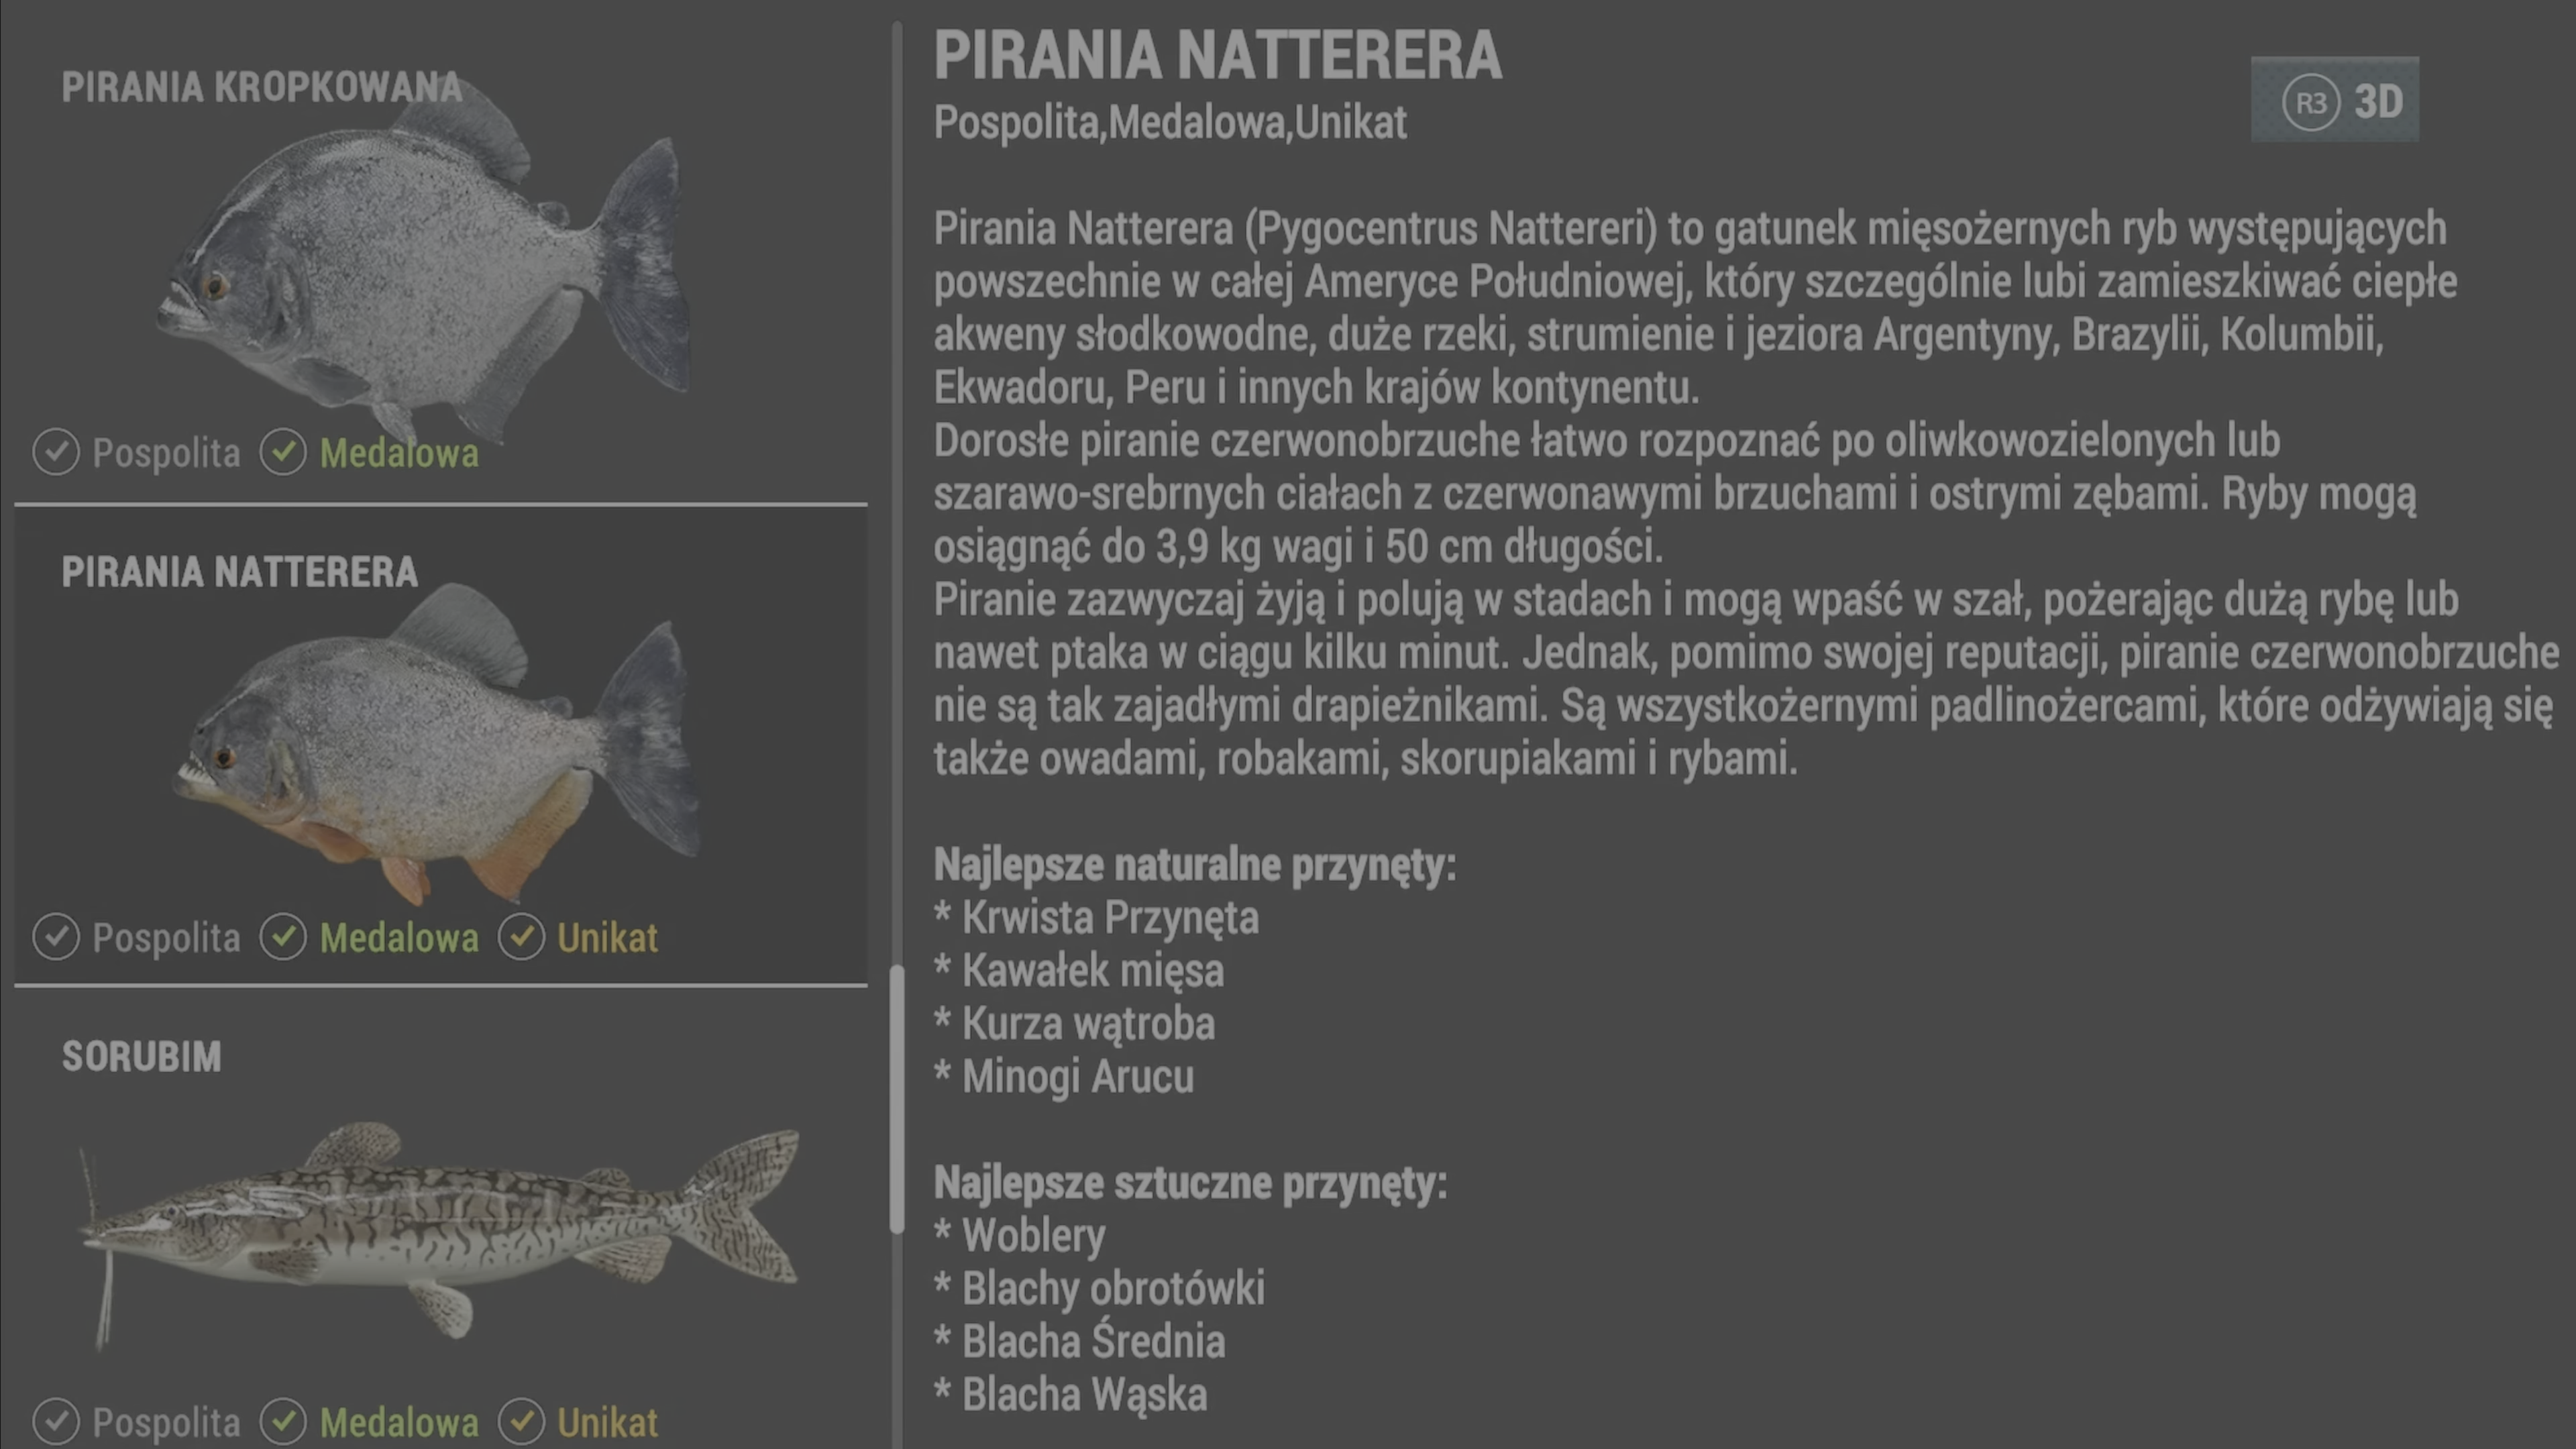 PIRANIA KROPKOWANA
Pospolita Medalowa
PIRANIA NATTERERA
Pospolita Medalowa Unikat
SORUBIM
Pospolita Medalowa Unikat
PIRANIA NATTERERA
Pospolita,Medalowa,Unikat
R3 3D
Pirania Natterera (Pygocentrus Nattereri) to gatunek mięsożernych ryb występujących
powszechnie w całej Ameryce Południowej, który szczególnie lubi zamieszkiwać ciepłe
akweny słodkowodne, duże rzeki, strumienie i jeziora Argentyny, Brazylii, Kolumbii,
Ekwadoru, Peru i innych krajów kontynentu.
Dorosłe piranie czerwonobrzuche łatwo rozpoznać po oliwkowozielonych lub
szarawo-srebrnych ciałach z czerwonawymi brzuchami i ostrymi zębami. Ryby mogą
osiągnąć do 3,9 kg wagi i 50 cm długości.
Piranie zazwyczaj żyją i polują w stadach i mogą wpaść w szał, pożerając dużą rybę lub
nawet ptaka w ciągu kilku minut. Jednak, pomimo swojej reputacji, piranie czerwonobrzuche
nie są tak zajadłymi drapieżnikami. Są wszystkożernymi padlinożercami, które odżywiają się
także owadami, robakami, skorupiakami i rybami.
Najlepsze naturalne przynęty:
* Krwista Przynęta
* Kawałek mięsa
* Kurza wątroba
* Minogi Arucu
Najlepsze sztuczne przynęty:
* Woblery
* Blachy obrotówki
* Blacha Średnia
* Blacha Wąska